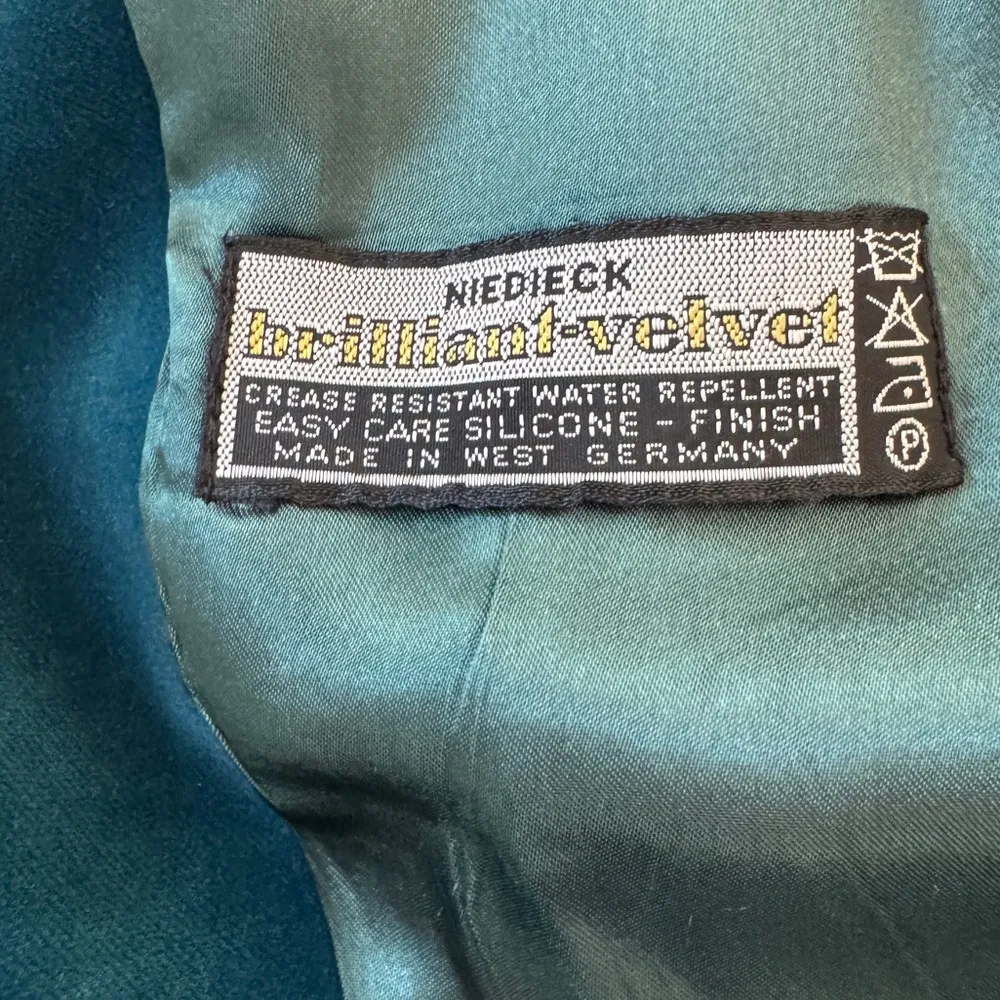 NIEDIECK
brilliant-velvet
CREASE RESISTANT WATER REPELLENT
EASY CARE SILICONE - FINISH
MADE IN WEST GERMANY
P